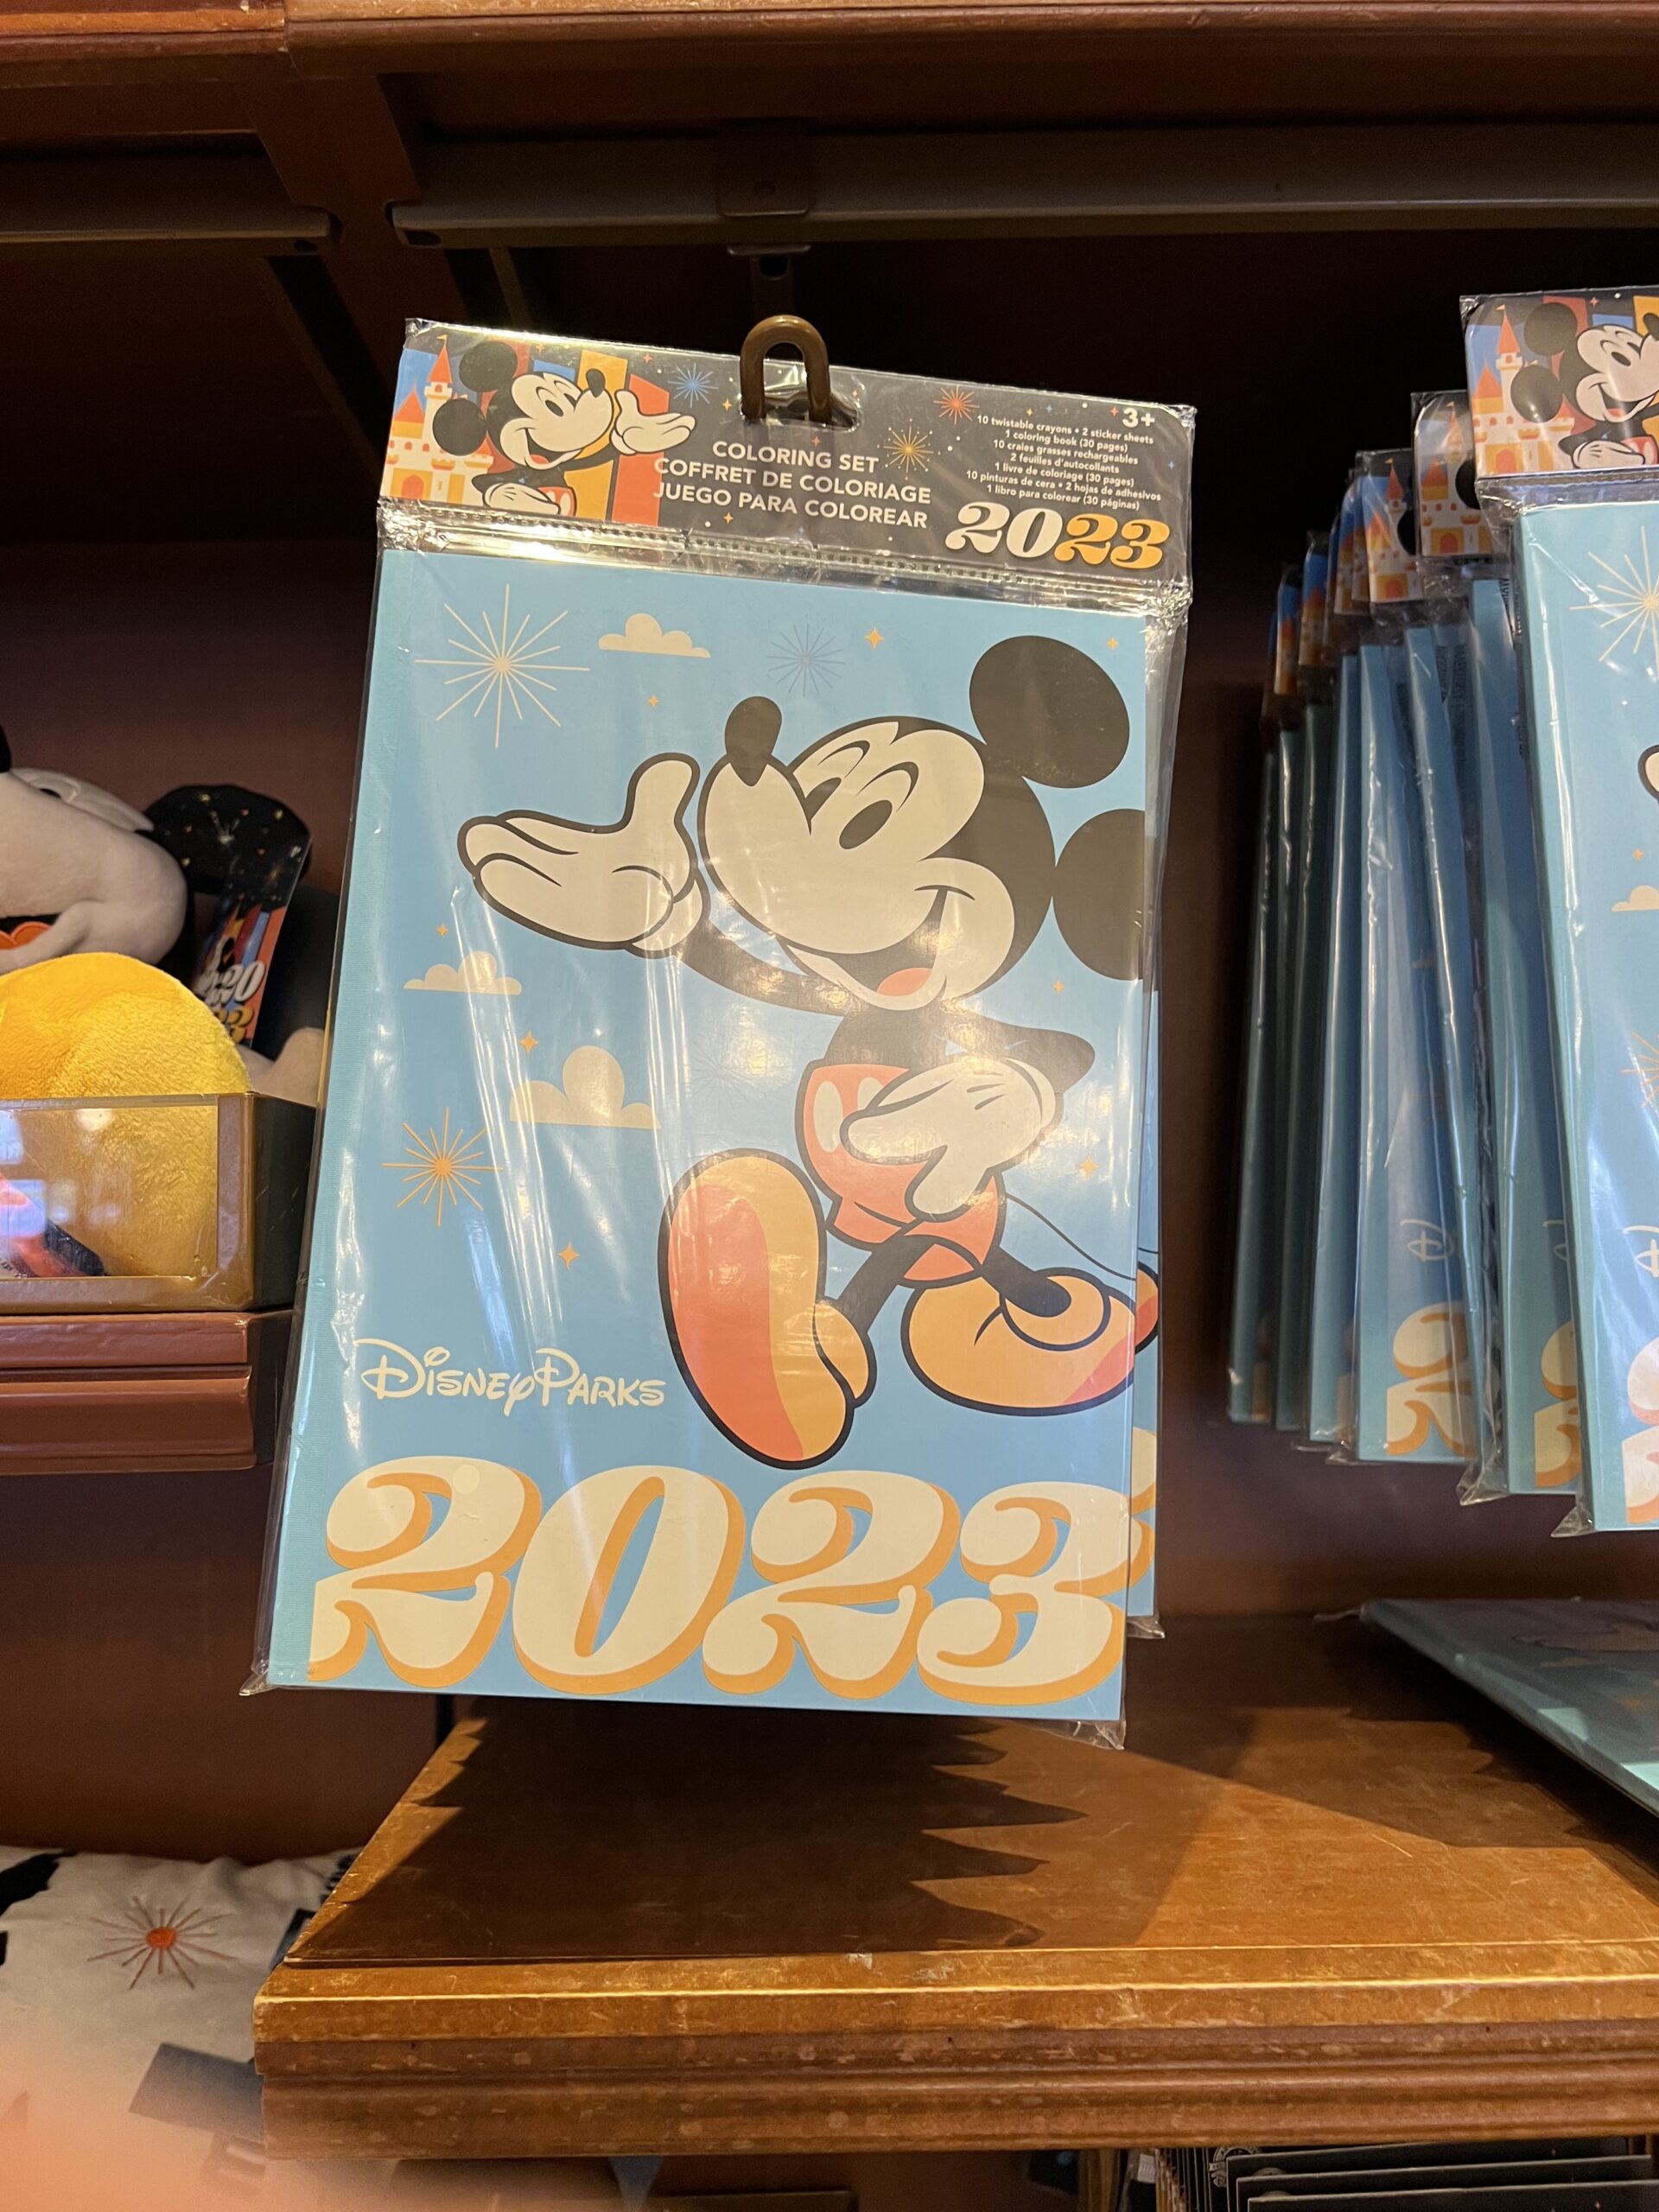 3+
10 twistable crayons • 2 sticker sheets
1 coloring book (30 pages)
10 craies grasses rechargeables
2 feuilles d'autocollants
1 livre de coloriage (30 pages)
10 pinturas de cera • 2 hojas de adhesivos
1 libro para colorear (30 páginas)
COLORING SET
COFFRET DE COLORIAGE
JUEGO PARA COLOREAR
2023
Disney Parks
2023